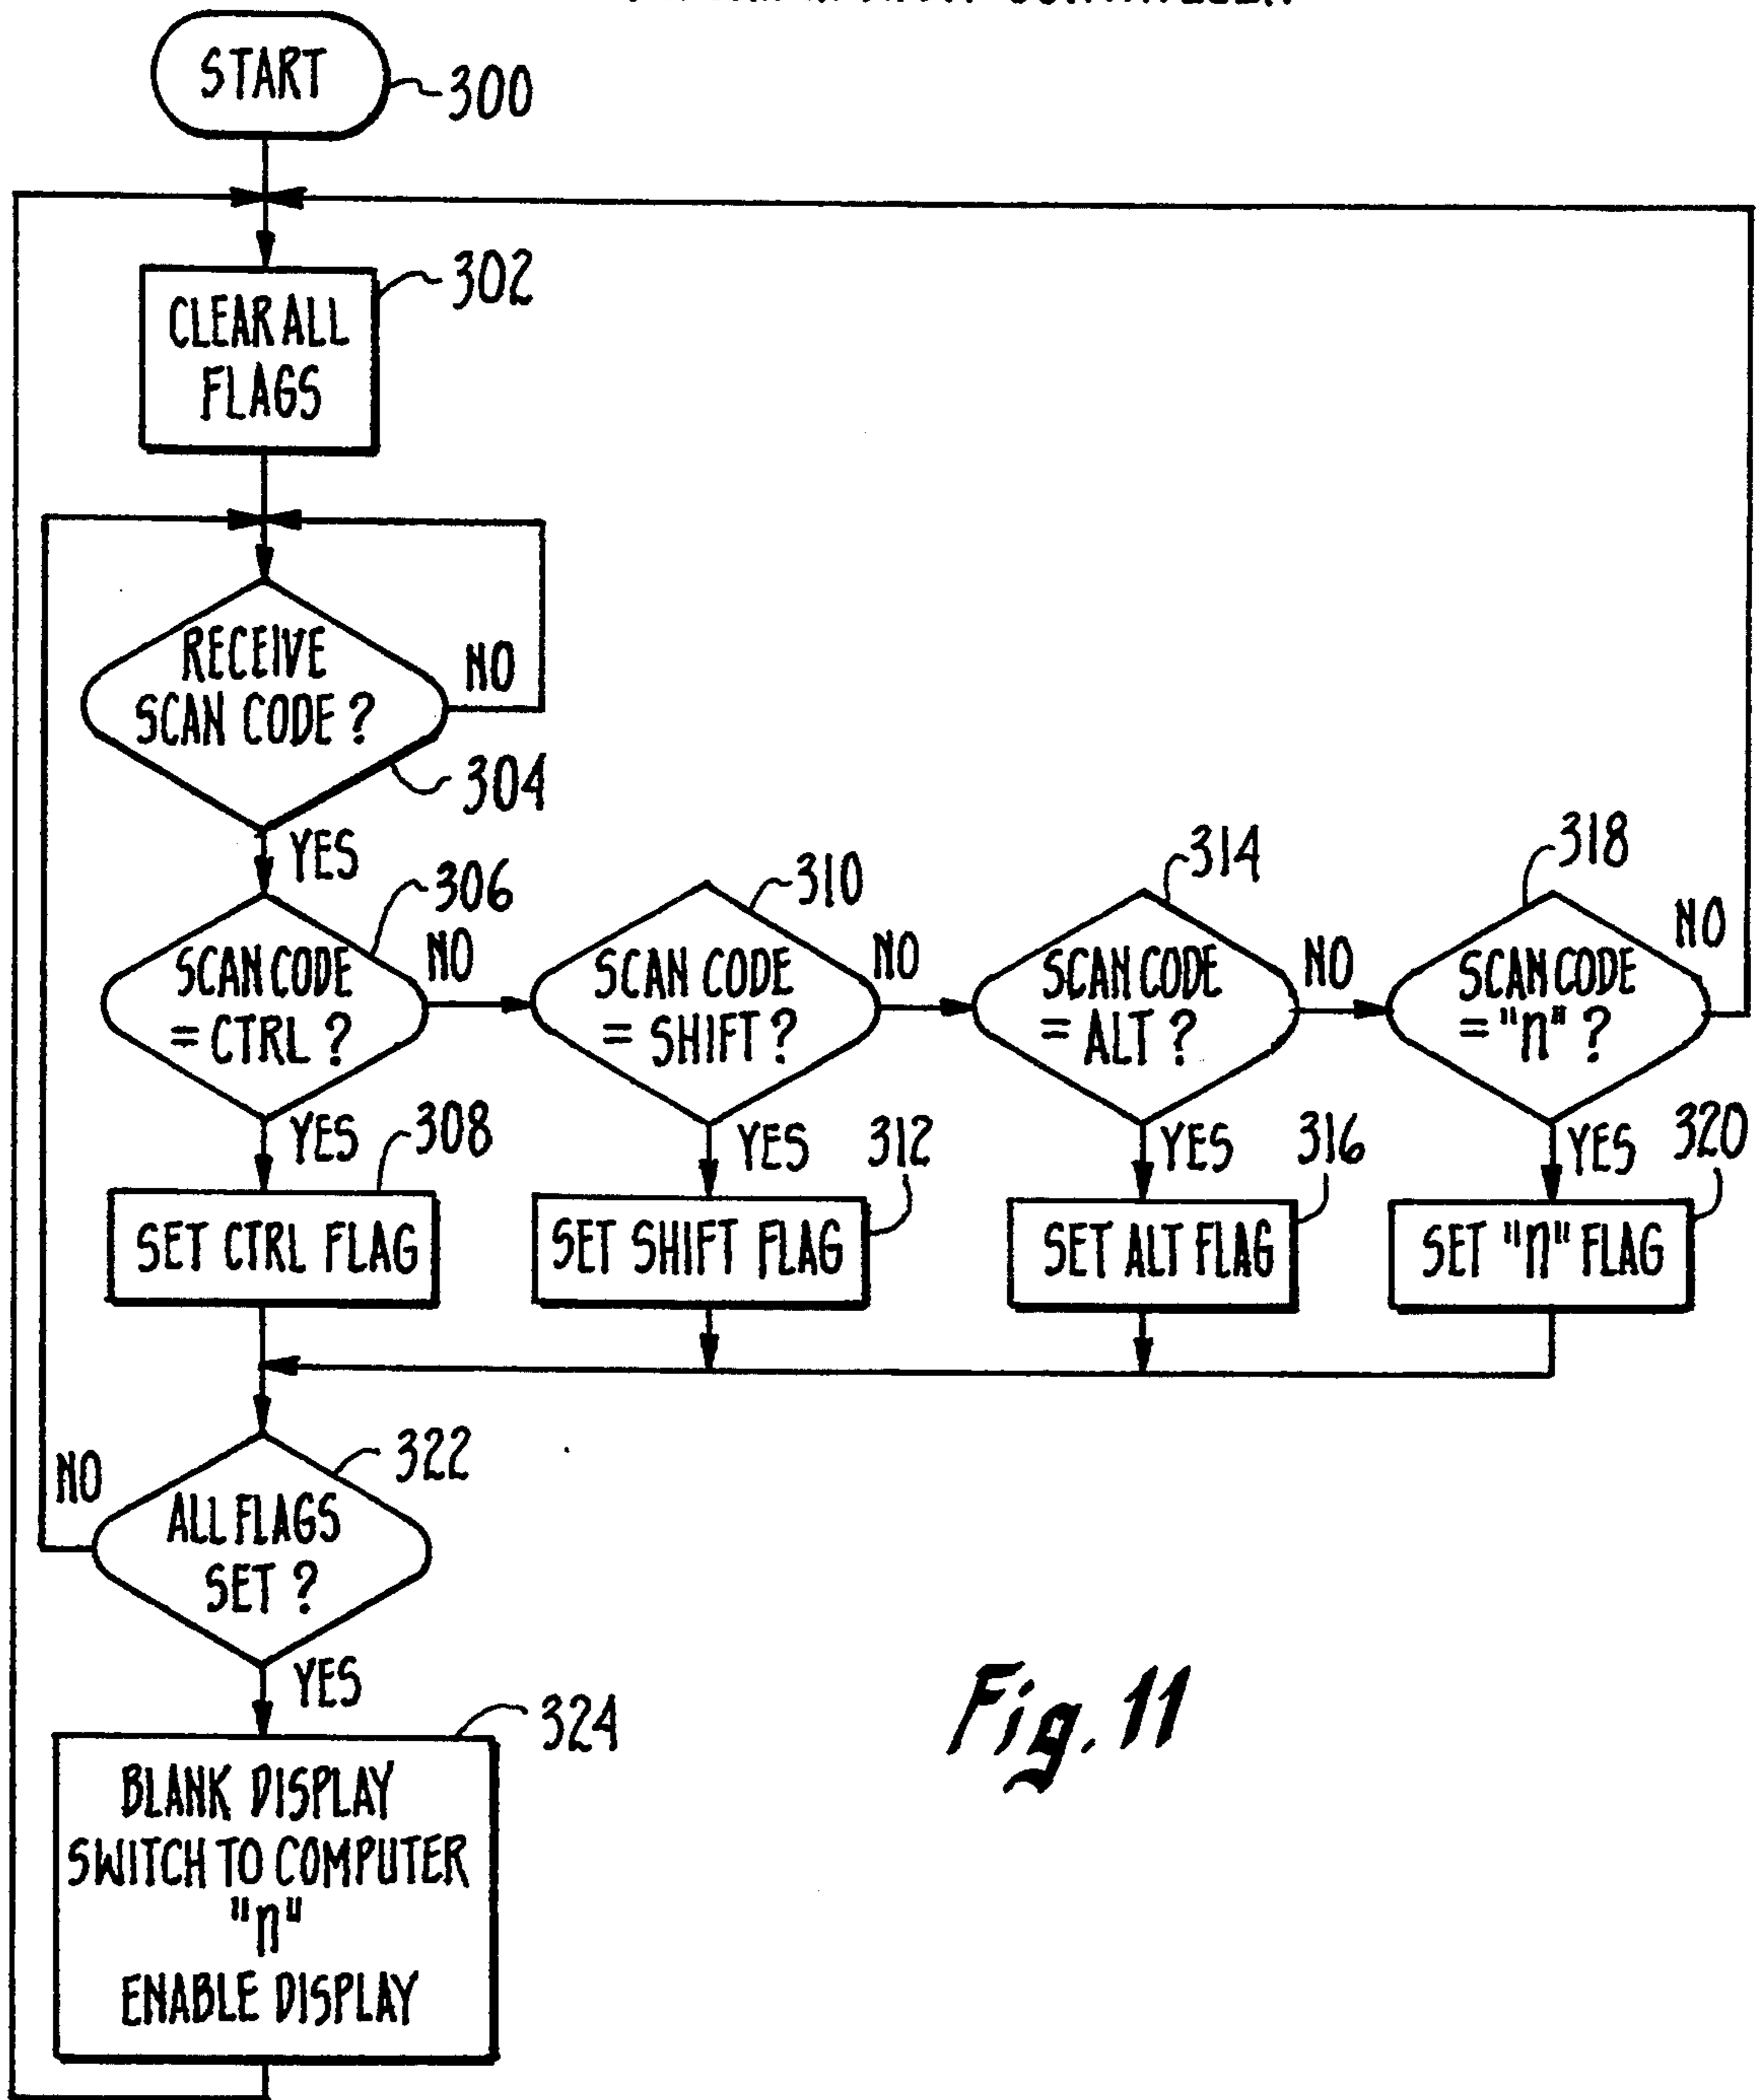 START
300
CLEAR ALL
FLAGS
302
RECEIVE
SCAN CODE ?
NO
304
YES
306
SCAN CODE
= CTRL ?
NO
310
SCAN CODE
= SHIFT ?
NO
314
SCAN CODE
= ALT ?
NO
318
SCAN CODE
= "n" ?
NO
YES
308
SET CTRL FLAG
YES
312
SET SHIFT FLAG
YES
316
SET ALT FLAG
YES
320
SET "n" FLAG
NO
322
ALL FLAGS
SET ?
YES
324
BLANK DISPLAY
SWITCH TO COMPUTER
"n"
ENABLE DISPLAY
Fig. 11